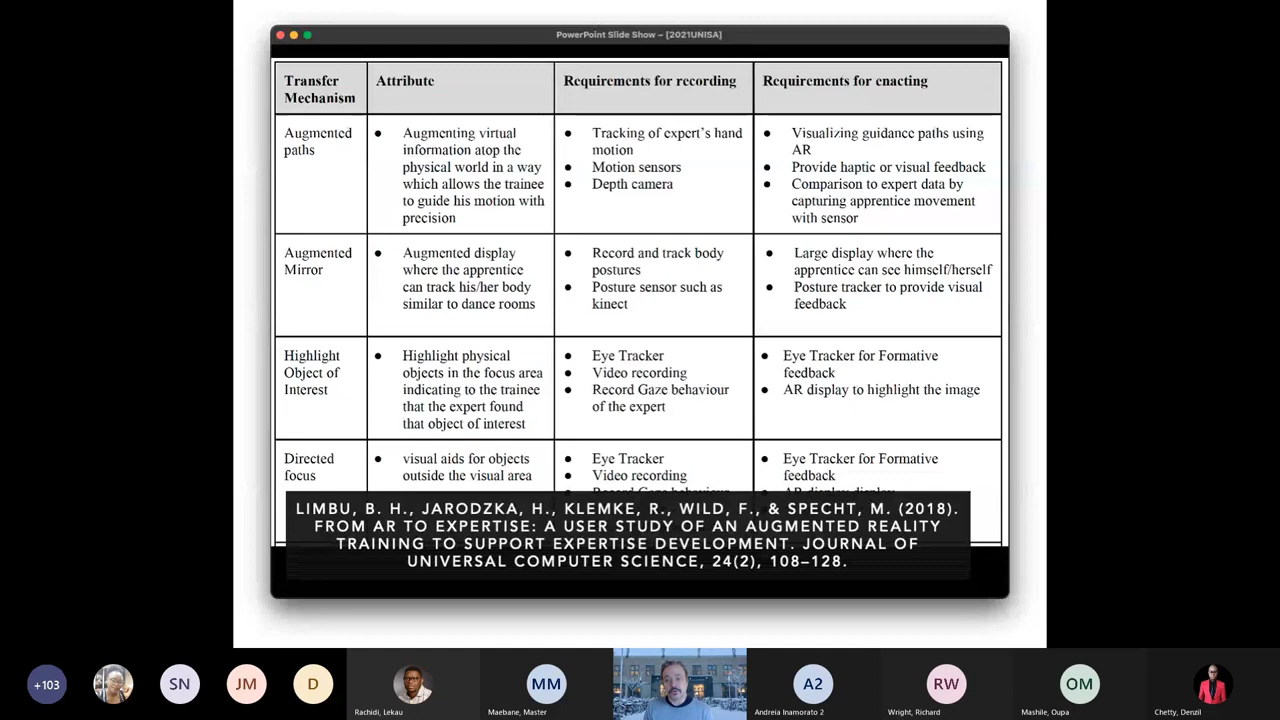 PowerPoint Slide Show – [2021UNISA]
Transfer
Mechanism
Attribute
Requirements for recording
Requirements for enacting
Augmented
paths
● Augmenting virtual
information atop the
physical world in a way
which allows the trainee
to guide his motion with
precision
● Tracking of expert's hand
motion
● Motion sensors
● Depth camera
● Visualizing guidance paths using
AR
● Provide haptic or visual feedback
● Comparison to expert data by
capturing apprentice movement
with sensor
Augmented
Mirror
● Augmented display
where the apprentice
can track his/her body
similar to dance rooms
● Record and track body
postures
● Posture sensor such as
kinect
● Large display where the
apprentice can see himself/herself
● Posture tracker to provide visual
feedback
Highlight
Object of
Interest
● Highlight physical
objects in the focus area
indicating to the trainee
that the expert found
that object of interest
● Eye Tracker
● Video recording
● Record Gaze behaviour
of the expert
● Eye Tracker for Formative
feedback
● AR display to highlight the image
Directed
focus
● visual aids for objects
outside the visual area
● Eye Tracker
● Video recording
● Eye Tracker for Formative
feedback
LIMBU, B. H., JARODZKA, H., KLEMKE, R., WILD, F., & SPECHT, M. (2018).
FROM AR TO EXPERTISE: A USER STUDY OF AN AUGMENTED REALITY
TRAINING TO SUPPORT EXPERTISE DEVELOPMENT. JOURNAL OF
UNIVERSAL COMPUTER SCIENCE, 24(2), 108–128.
+103
SN
JM
D
Rachidi, Lekau
MM
Maebane, Master
A2
Andreia Inamorato 2
RW
Wright, Richard
OM
Mashile, Oupa
Chetty, Denzil